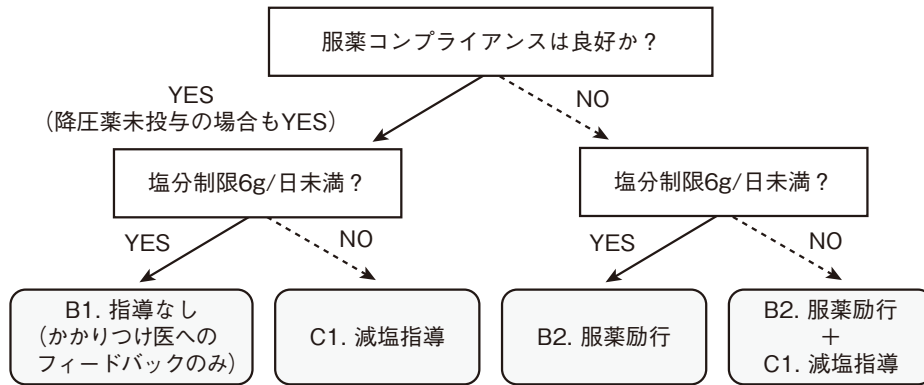 服薬コンプライアンスは良好か？
YES
（降圧薬未投与の場合もYES）
NO
塩分制限6g/日未満？
塩分制限6g/日未満？
YES
NO
YES
NO
B1. 指導なし
（かかりつけ医への
フィードバックのみ）
C1. 減塩指導
B2. 服薬励行
B2. 服薬励行
＋
C1. 減塩指導